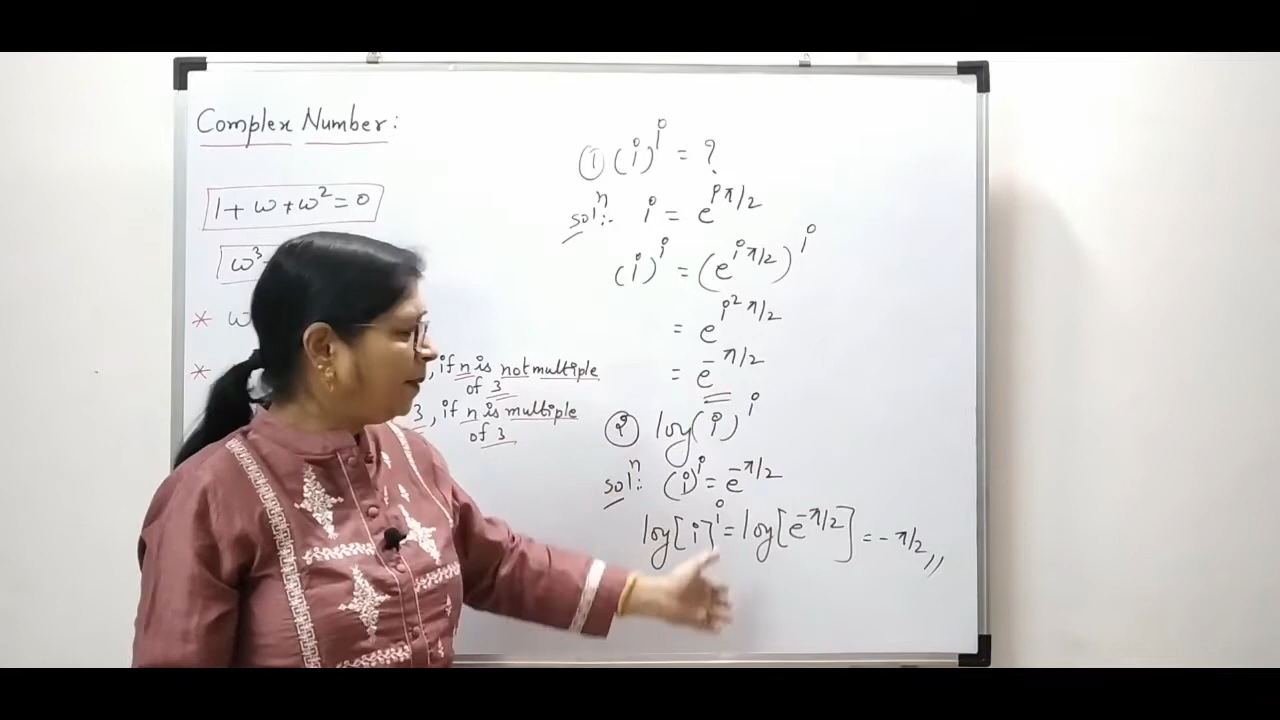 Complex Number:
1 + ω + ω² = 0
ω³
* ω
*
, if n is not multiple
of 3
3, if n is multiple
of 3
① (i)^i = ?
solⁿ:- i = e^{iπ/2}
(i)^i = (e^{iπ/2})^i
= e^{i²π/2}
= e^{-π/2}
② log(i)^i
solⁿ: (i)^i = e^{-π/2}
log[i]^i = log[e^{-π/2}] = -π/2,,